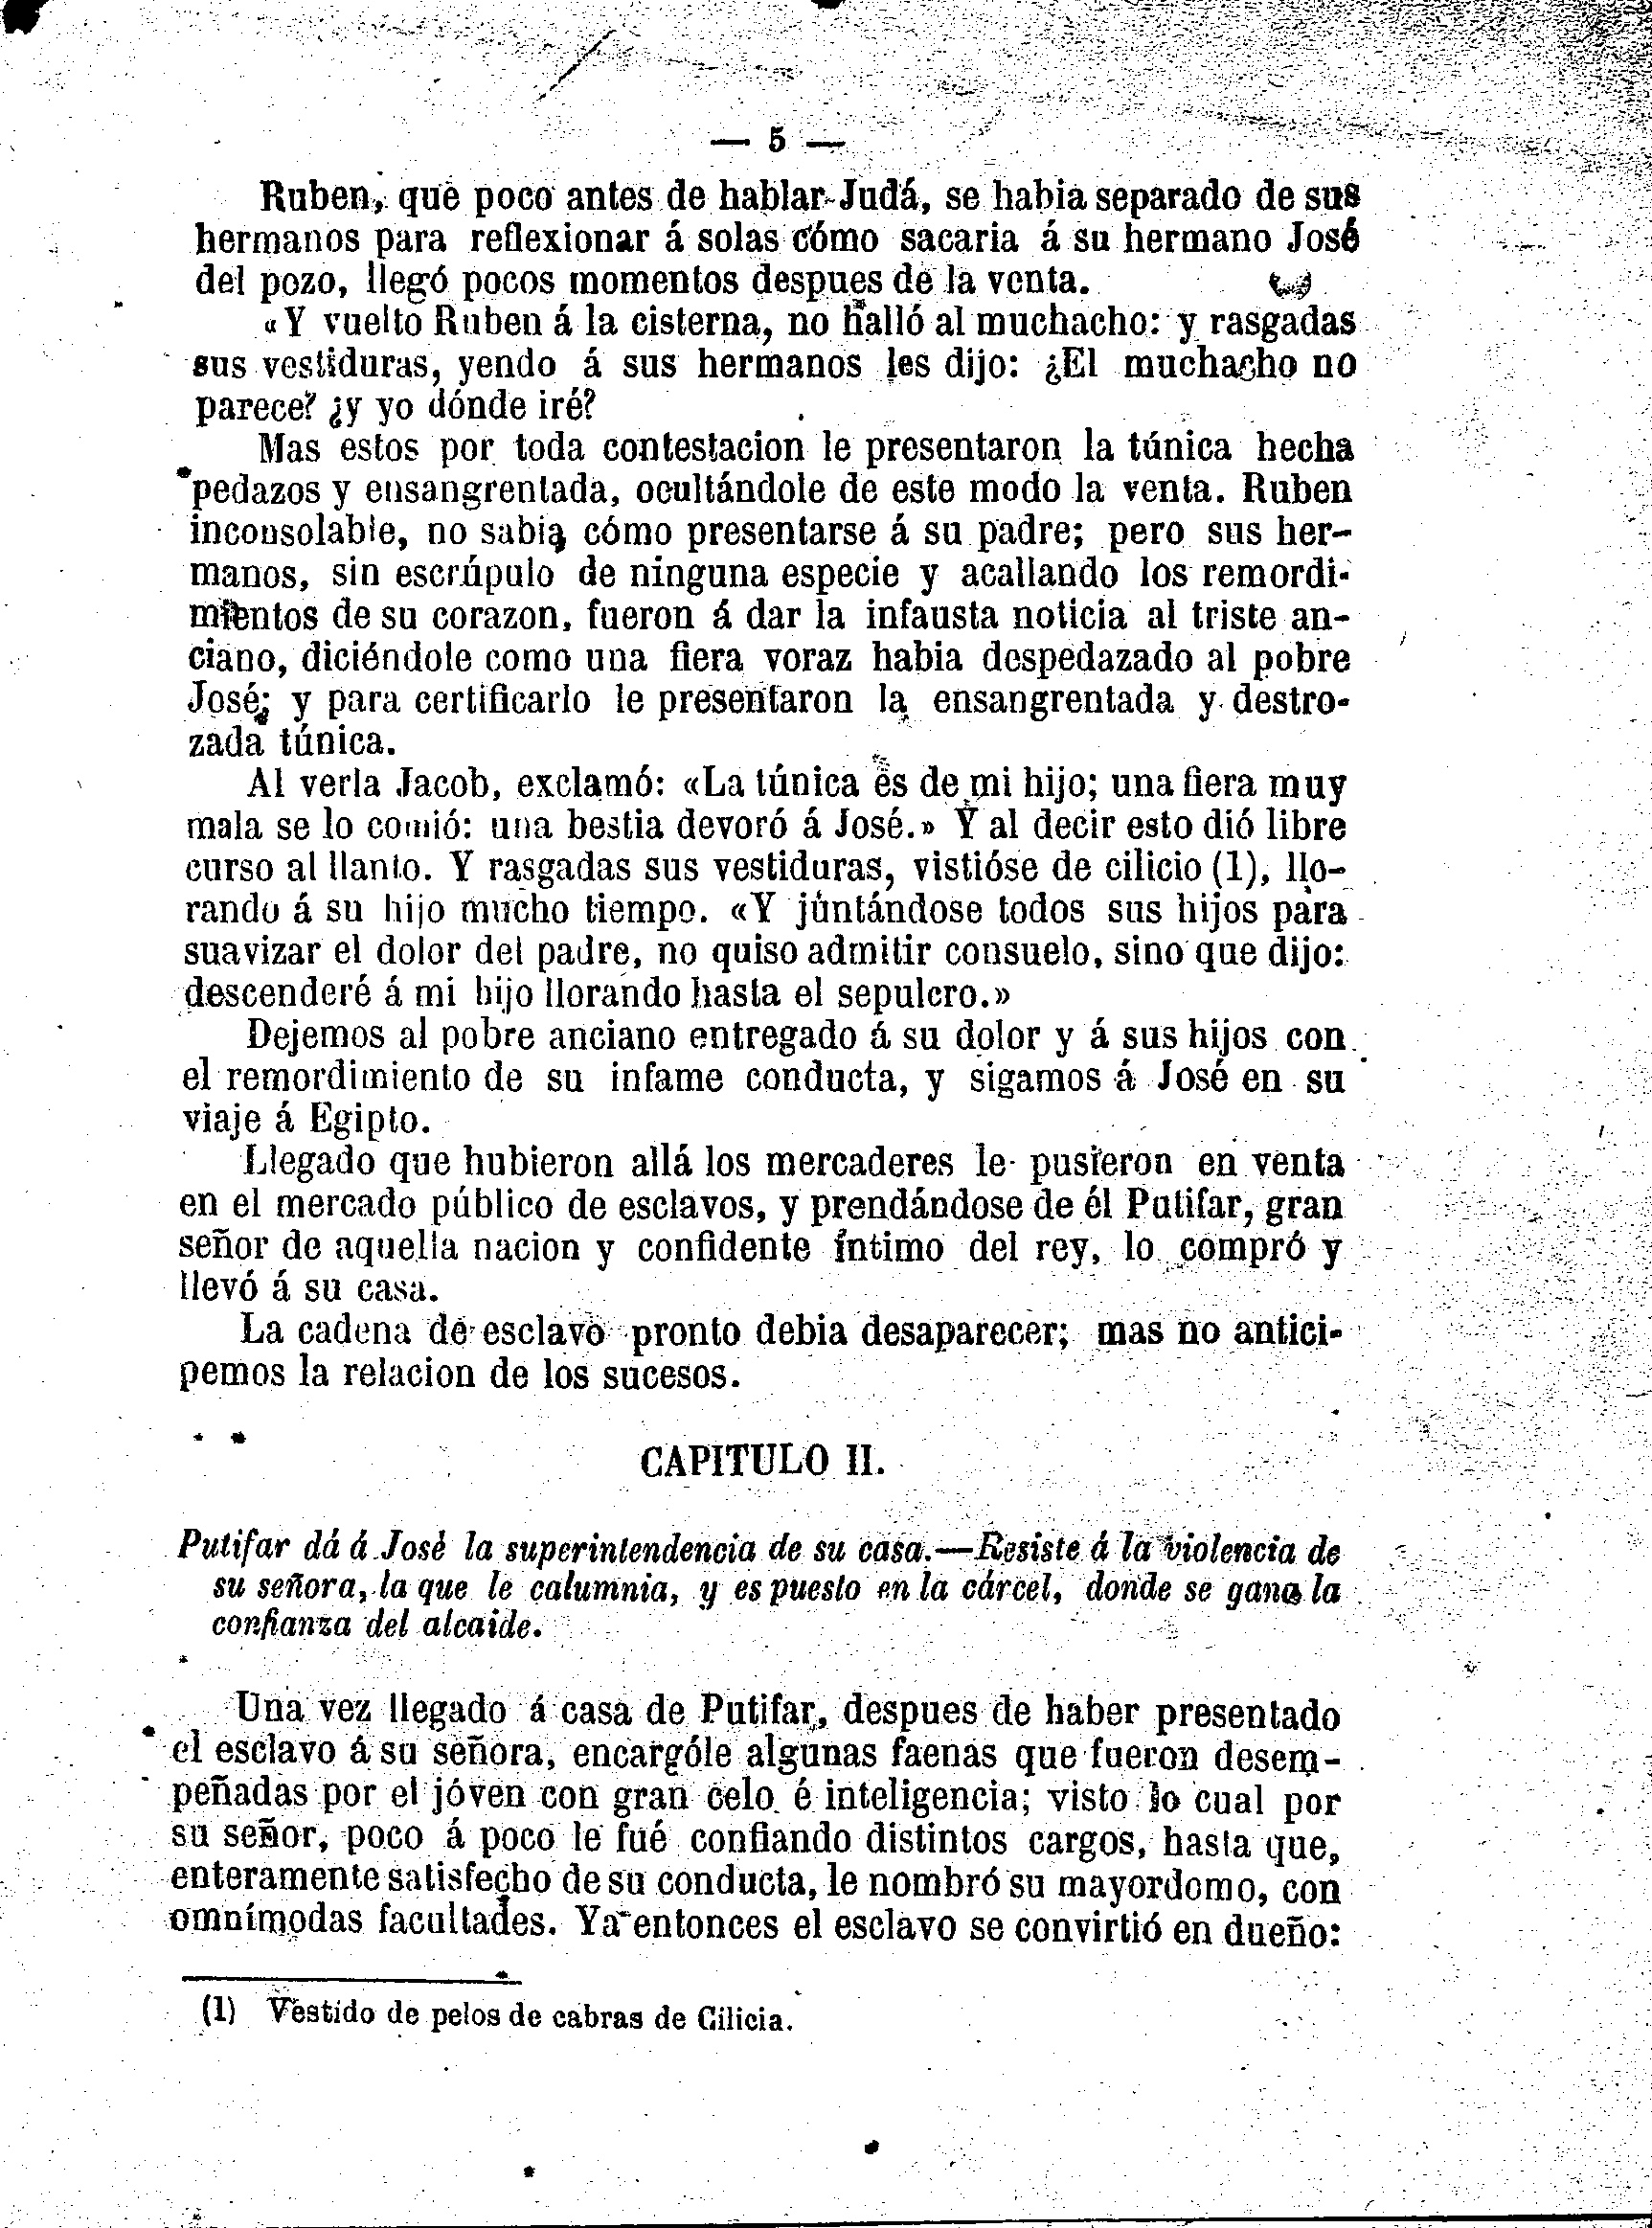 — 5 —
Ruben, que poco antes de hablar Judá, se habia separado de sus
hermanos para reflexionar á solas cómo sacaria á su hermano José
del pozo, llegó pocos momentos despues de la venta.
«Y vuelto Ruben á la cisterna, no halló al muchacho: y rasgadas
sus vestiduras, yendo á sus hermanos les dijo: ¿El muchacho no
parece? ¿y yo dónde iré?
Mas estos por toda contestacion le presentaron la túnica hecha
pedazos y ensangrentada, ocultándole de este modo la venta. Ruben
inconsolable, no sabia cómo presentarse á su padre; pero sus her-
manos, sin escrúpulo de ninguna especie y acallando los remordi-
mientos de su corazon, fueron á dar la infausta noticia al triste an-
ciano, diciéndole como una fiera voraz habia despedazado al pobre
José; y para certificarlo le presentaron la ensangrentada y destro-
zada túnica.
Al verla Jacob, exclamó: «La túnica es de mi hijo; una fiera muy
mala se lo comió: una bestia devoró á José.» Y al decir esto dió libre
curso al llanto. Y rasgadas sus vestiduras, vistióse de cilicio (1), llo-
rando á su hijo mucho tiempo. «Y juntándose todos sus hijos para
suavizar el dolor del padre, no quiso admitir consuelo, sino que dijo:
descenderé á mi hijo llorando hasta el sepulcro.»
Dejemos al pobre anciano entregado á su dolor y á sus hijos con
el remordimiento de su infame conducta, y sigamos á José en su
viaje á Egipto.
Llegado que hubieron allá los mercaderes le pusieron en venta
en el mercado público de esclavos, y prendándose de él Putifar, gran
señor de aquella nacion y confidente íntimo del rey, lo compró y
llevó á su casa.
La cadena de esclavo pronto debia desaparecer; mas no antici-
pemos la relacion de los sucesos.
CAPITULO II.
Putifar dá á José la superintendencia de su casa.—Resiste á la violencia de
su señora, la que le calumnia, y es puesto en la cárcel, donde se gana la
confianza del alcaide.
Una vez llegado á casa de Putifar, despues de haber presentado
el esclavo á su señora, encargóle algunas faenas que fueron desem-
peñadas por el jóven con gran celo é inteligencia; visto lo cual por
su señor, poco á poco le fué confiando distintos cargos, hasta que,
enteramente satisfecho de su conducta, le nombró su mayordomo, con
omnímodas facultades. Ya entonces el esclavo se convirtió en dueño:
(1) Vestido de pelos de cabras de Cilicia.